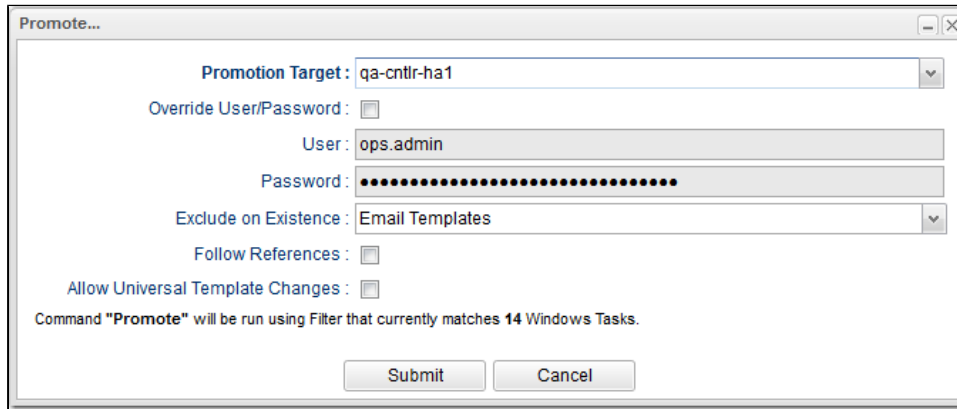 Promote...
Promotion Target : qa-cntlr-ha1
Override User/Password :
User : ops.admin
Password : ●●●●●●●●●●●●●●●●●●●●●●●●●●●●●●●●
Exclude on Existence : Email Templates
Follow References :
Allow Universal Template Changes :
Command "Promote" will be run using Filter that currently matches 14 Windows Tasks.
Submit Cancel